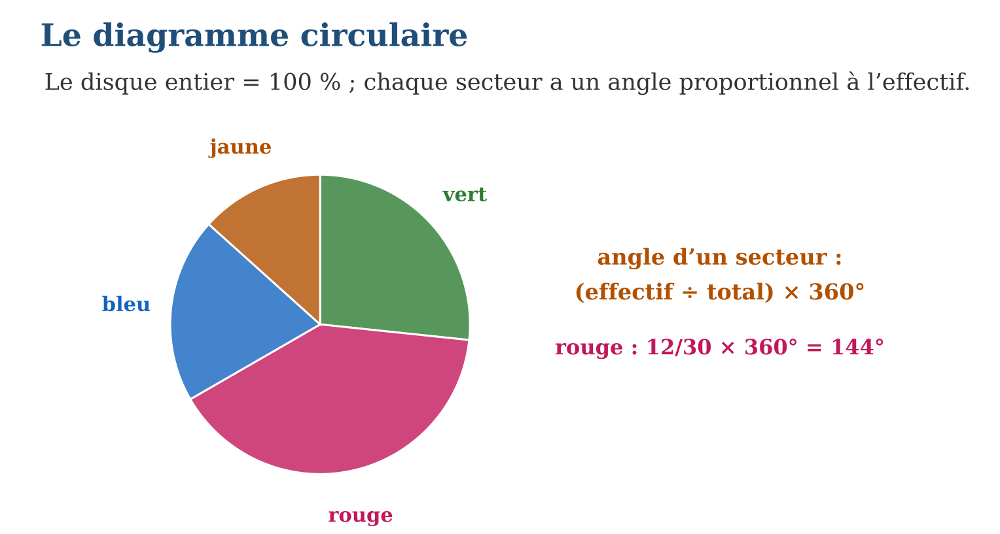 Le diagramme circulaire
Le disque entier = 100 % ; chaque secteur a un angle proportionnel à l’effectif.
jaune
vert
bleu
rouge
angle d’un secteur :
(effectif ÷ total) × 360°
rouge : 12/30 × 360° = 144°